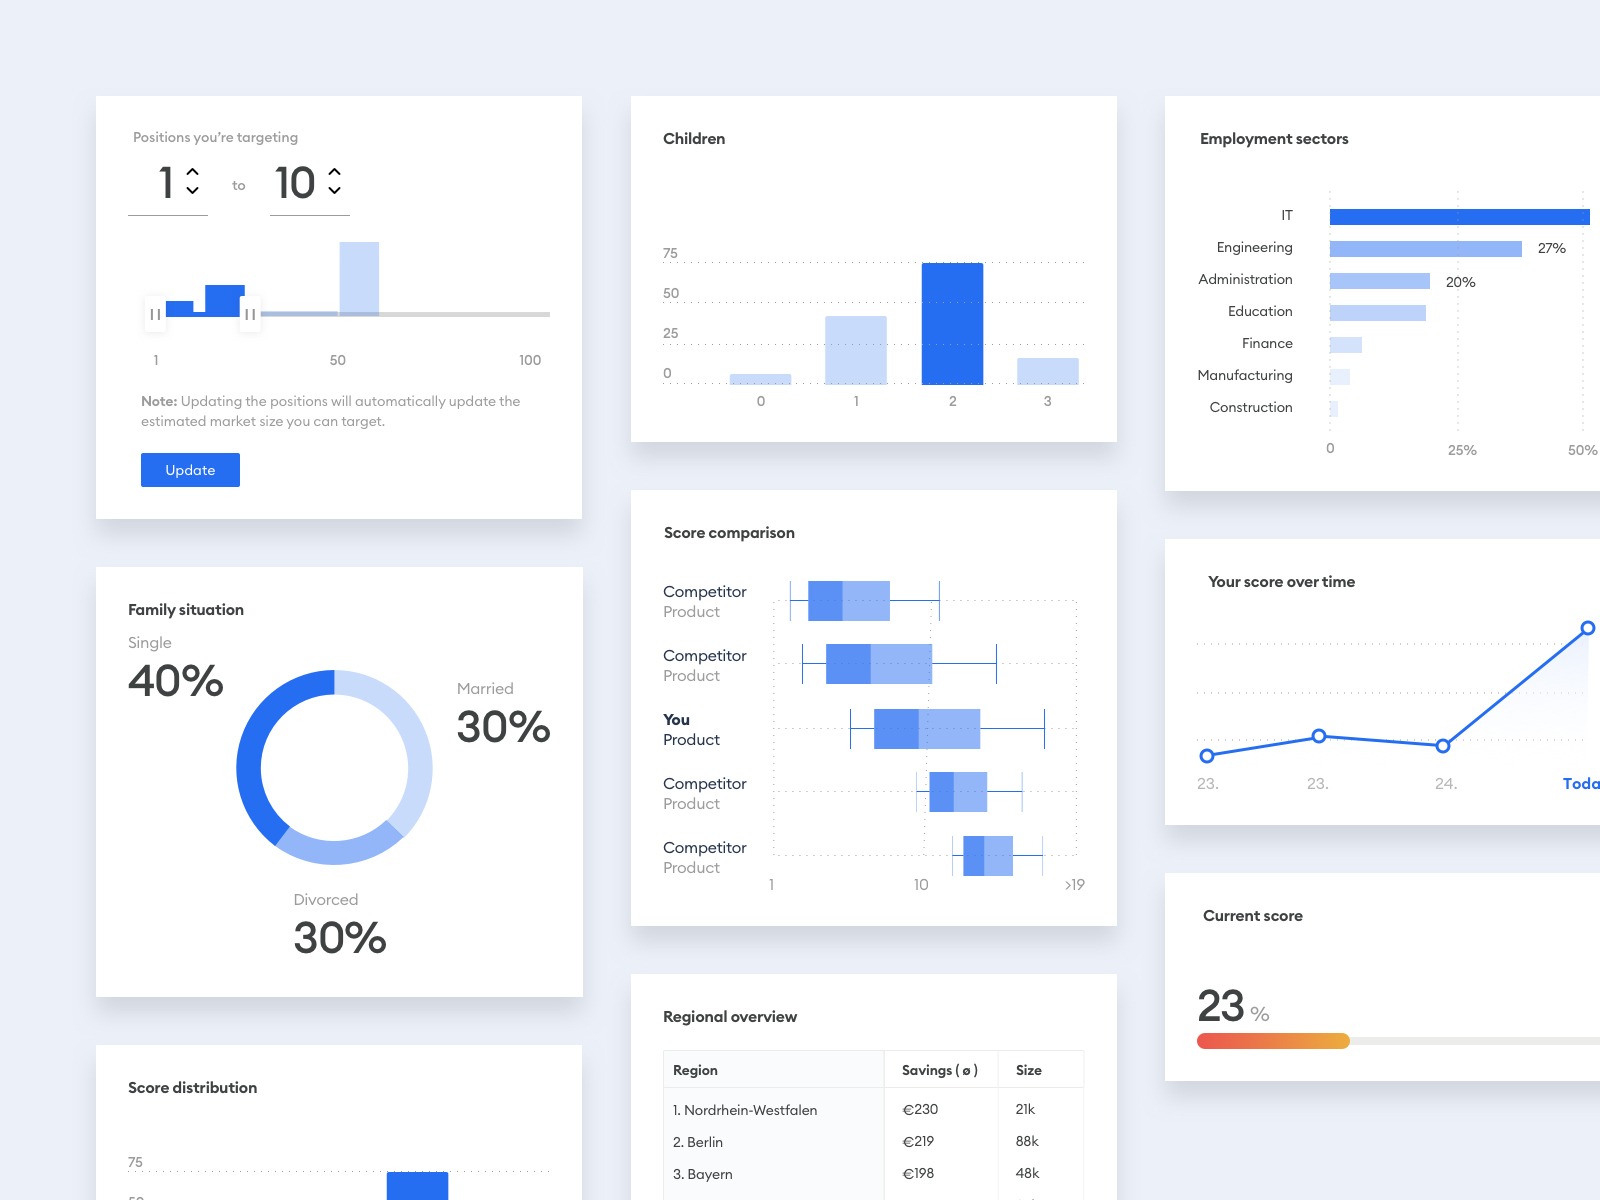 Positions you're targeting
1 to 10
1 50 100
Note: Updating the positions will automatically update the
estimated market size you can target.
Update
Family situation
Single
40%
Married
30%
Divorced
30%
Score distribution
75
Children
75
50
25
0
0 1 2 3
Score comparison
Competitor
Product
Competitor
Product
You
Product
Competitor
Product
Competitor
Product
1 10 >19
Regional overview
Region Savings ( ø ) Size
1. Nordrhein-Westfalen €230 21k
2. Berlin €219 88k
3. Bayern €198 48k
Employment sectors
IT
Engineering 27%
Administration 20%
Education
Finance
Manufacturing
Construction
0 25% 50%
Your score over time
23. 23. 24. Toda
Current score
23 %